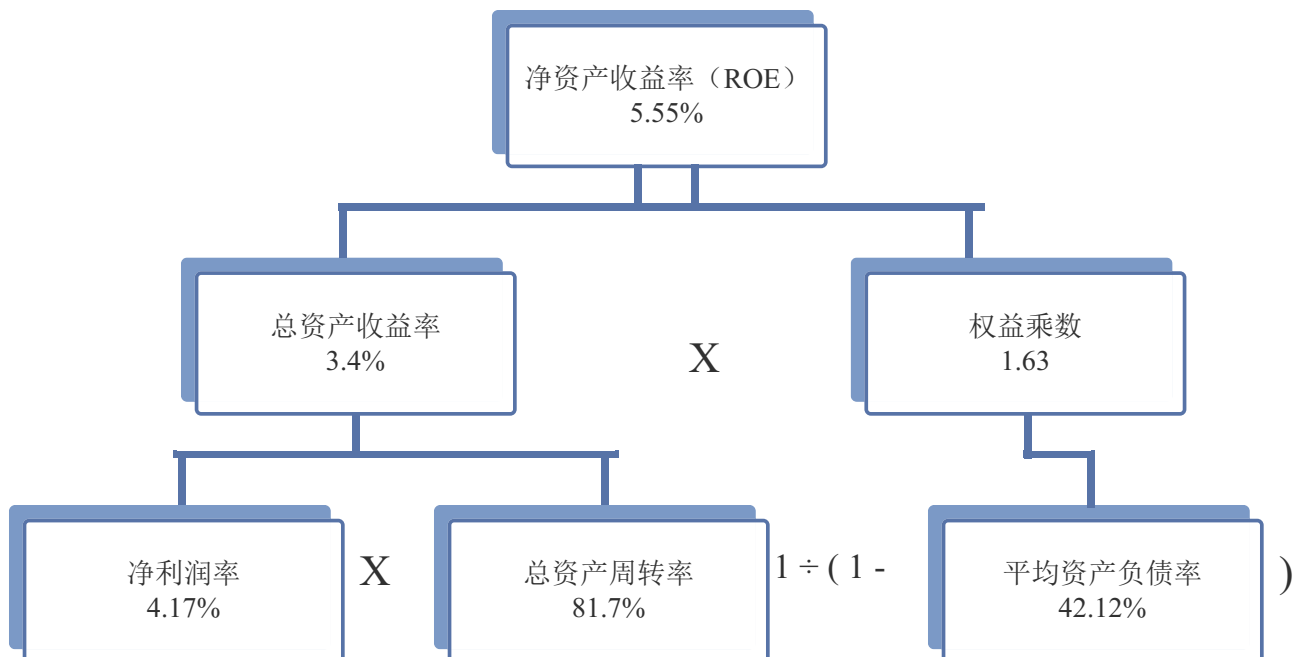 净资产收益率（ROE）
5.55%
总资产收益率
3.4%
X
权益乘数
1.63
净利润率
4.17%
X
总资产周转率
81.7%
1 ÷ ( 1 -
平均资产负债率
42.12%
)